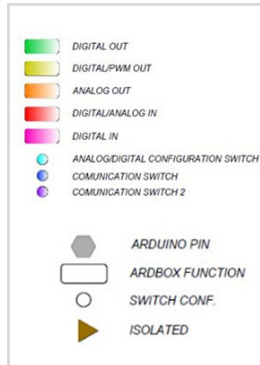 DIGITAL OUT
DIGITAL/PWM OUT
ANALOG OUT
DIGITAL/ANALOG IN
DIGITAL IN
ANALOG/DIGITAL CONFIGURATION SWITCH
COMUNICATION SWITCH
COMUNICATION SWITCH 2
ARDUINO PIN
ARDBOX FUNCTION
SWITCH CONF.
ISOLATED